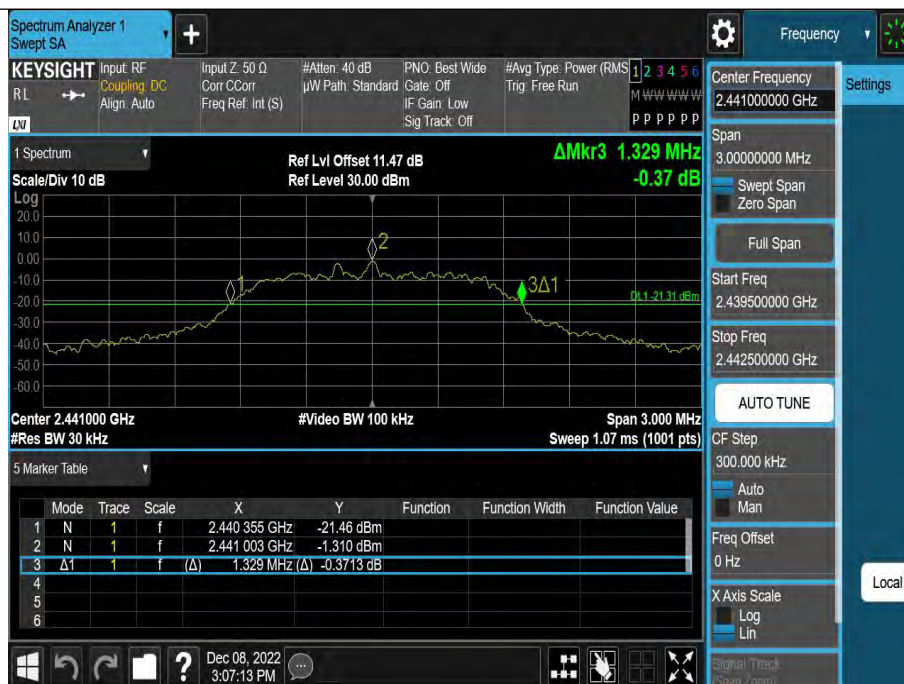 Spectrum Analyzer 1
Swept SA
+
Frequency
KEYSIGHT
RL
LXI
Input: RF
Coupling: DC
Align: Auto
Input Z: 50 Ω
Corr CCorr
Freq Ref: Int (S)
#Atten: 40 dB
µW Path: Standard
PNO: Best Wide
Gate: Off
IF Gain: Low
Sig Track: Off
#Avg Type: Power (RMS
Trig: Free Run
1 2 3 4 5 6
M W W W W W
P P P P P P
1 Spectrum
Scale/Div 10 dB
Ref Lvl Offset 11.47 dB
Ref Level 30.00 dBm
ΔMkr3 1.329 MHz
-0.37 dB
Log
20.0
10.0
0.00
-10.0
-20.0
-30.0
-40.0
-50.0
-60.0
1
2
3Δ1
DL1 -21.31 dBm
Center 2.441000 GHz
#Res BW 30 kHz
#Video BW 100 kHz
Span 3.000 MHz
Sweep 1.07 ms (1001 pts)
5 Marker Table
Mode Trace Scale X Y Function Function Width Function Value
1 N 1 f 2.440 355 GHz -21.46 dBm
2 N 1 f 2.441 003 GHz -1.310 dBm
3 Δ1 1 f (Δ) 1.329 MHz (Δ) -0.3713 dB
4
5
6
Dec 08, 2022
3:07:13 PM
Center Frequency
2.441000000 GHz
Span
3.00000000 MHz
Swept Span
Zero Span
Full Span
Start Freq
2.439500000 GHz
Stop Freq
2.442500000 GHz
AUTO TUNE
CF Step
300.000 kHz
Auto
Man
Freq Offset
0 Hz
X Axis Scale
Log
Lin
Signal Track
(Span Zoom)
Settings
Local